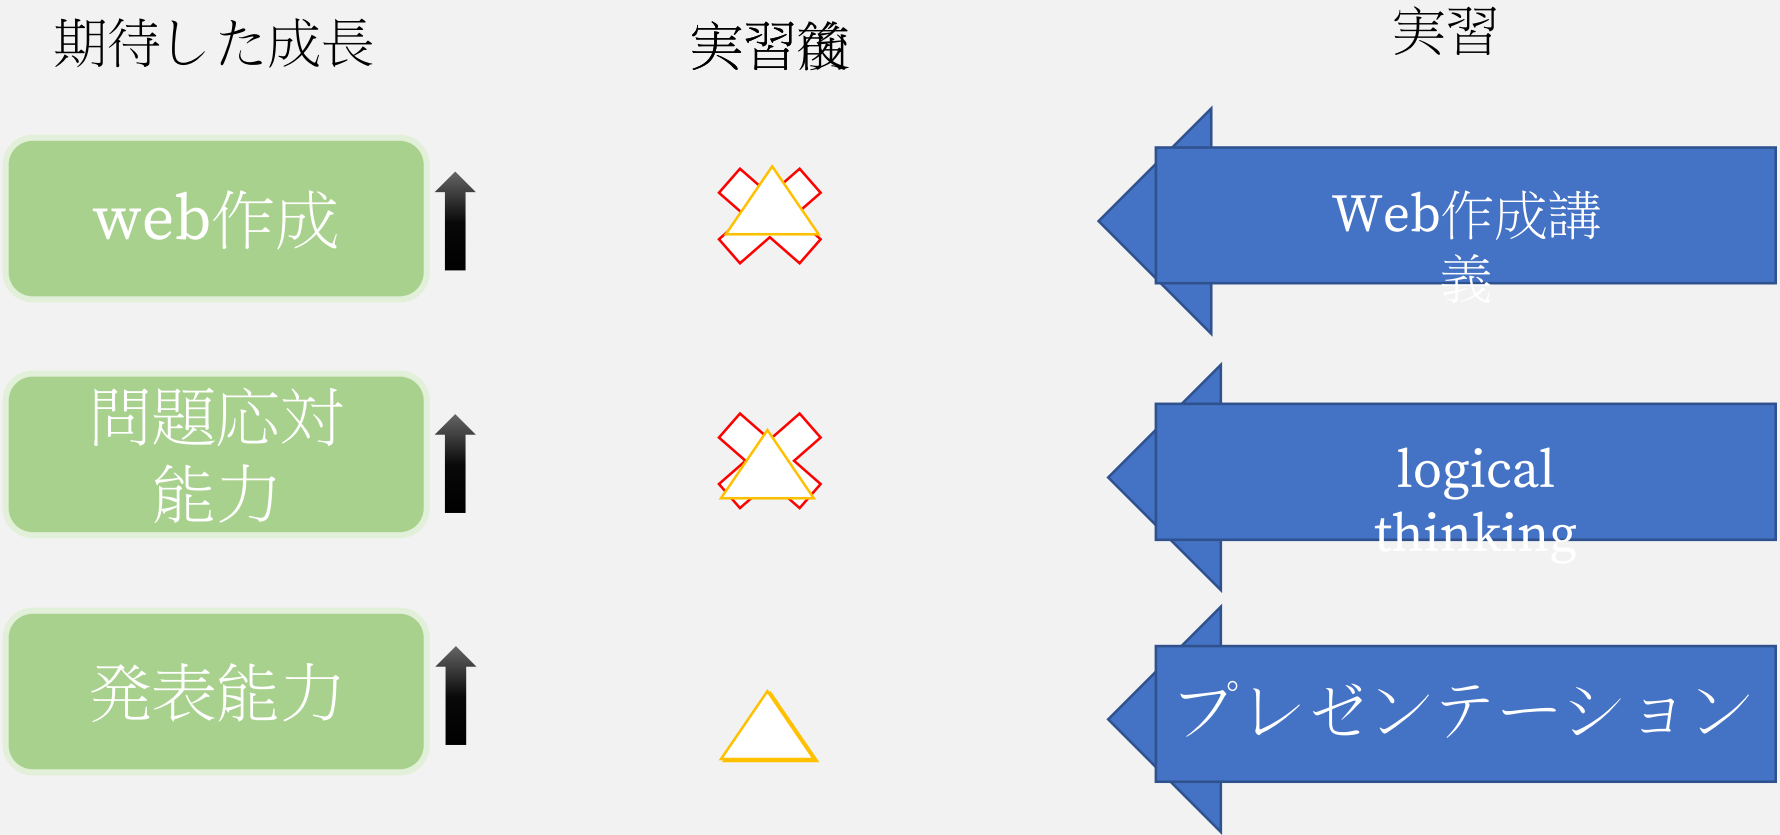 期待した成長
実習後
実習
web作成
Web作成講
義
問題応対
能力
logical
thinking
発表能力
プレゼンテーション